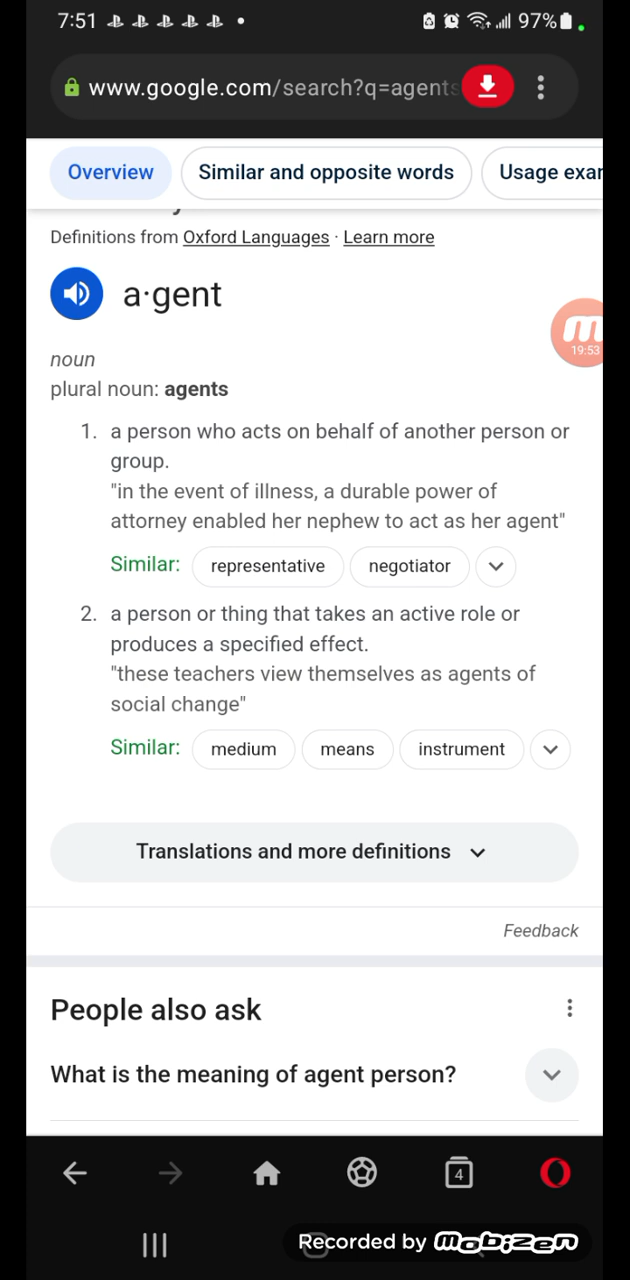 7:51
97%
www.google.com/search?q=agents
Overview
Similar and opposite words
Usage exa
Definitions from Oxford Languages · Learn more
a·gent
19:53
noun
plural noun: agents
1. a person who acts on behalf of another person or
group.
"in the event of illness, a durable power of
attorney enabled her nephew to act as her agent"
Similar: representative negotiator
2. a person or thing that takes an active role or
produces a specified effect.
"these teachers view themselves as agents of
social change"
Similar: medium means instrument
Translations and more definitions
Feedback
People also ask
What is the meaning of agent person?
4
Recorded by mobizen